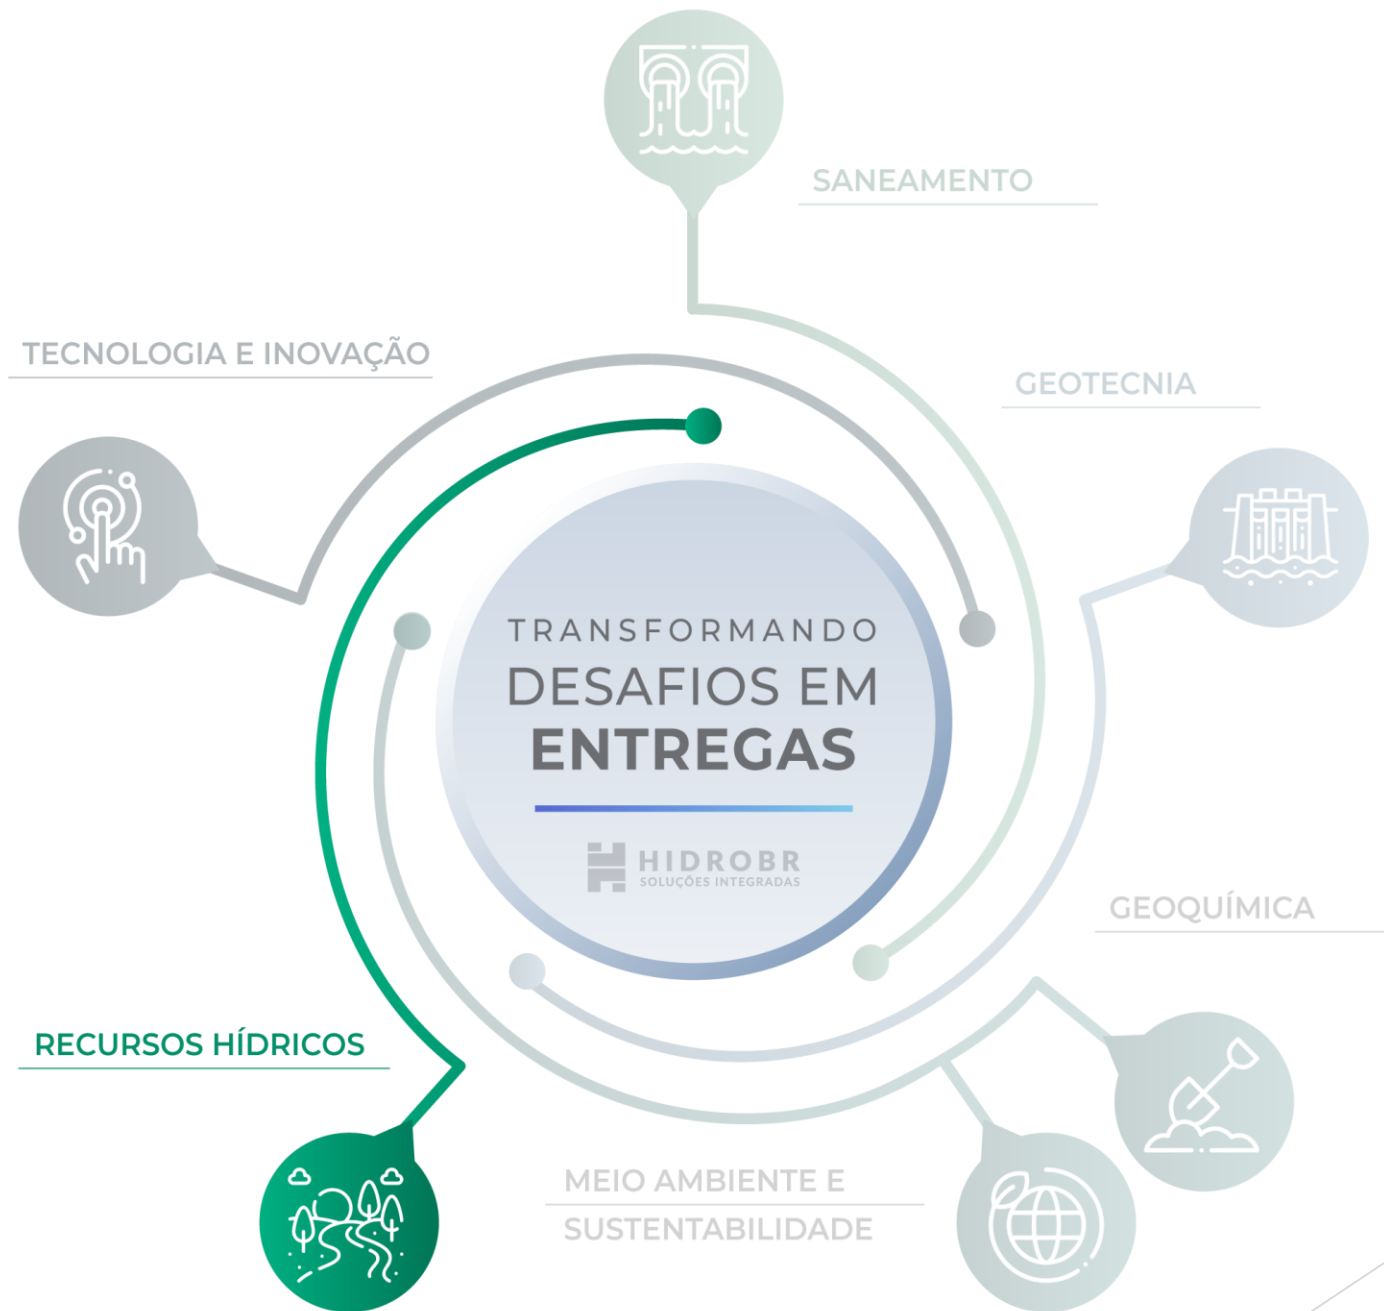 SANEAMENTO
TECNOLOGIA E INOVAÇÃO
GEOTECNIA
TRANSFORMANDO
DESAFIOS EM
ENTREGAS
HIDROBR
SOLUÇÕES INTEGRADAS
GEOQUÍMICA
RECURSOS HÍDRICOS
MEIO AMBIENTE E
SUSTENTABILIDADE